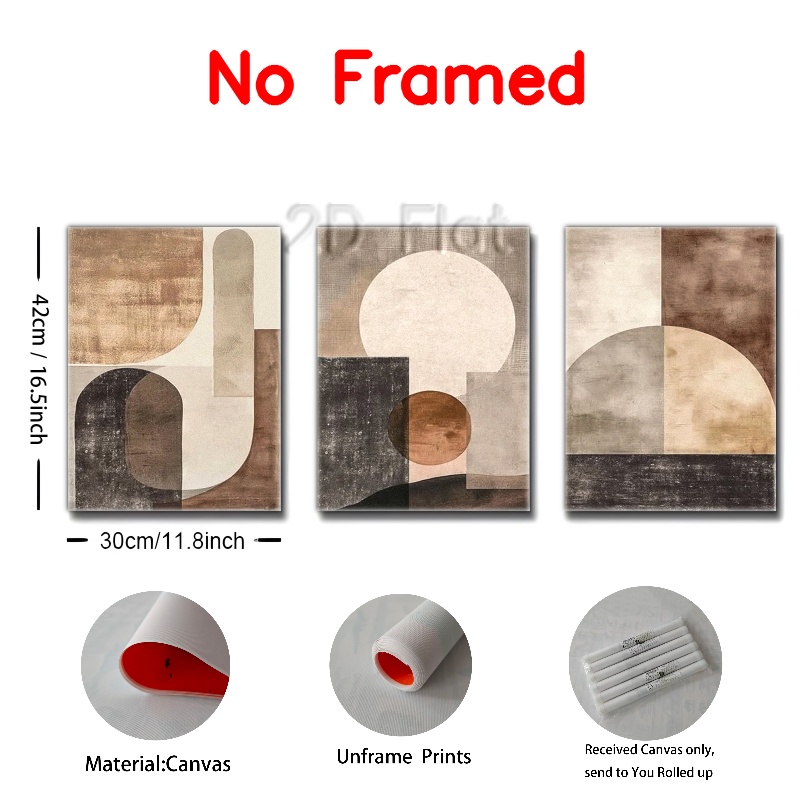 No Framed
2D Flat
42cm / 16.5inch
30cm/11.8inch
Material:Canvas
Unframe Prints
Received Canvas only,
send to You Rolled up